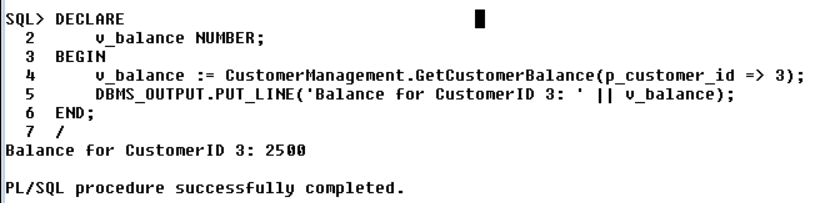 SQL> DECLARE
  2      v_balance NUMBER;
  3  BEGIN
  4      v_balance := CustomerManagement.GetCustomerBalance(p_customer_id => 3);
  5      DBMS_OUTPUT.PUT_LINE('Balance for CustomerID 3: ' || v_balance);
  6  END;
  7  /
Balance for CustomerID 3: 2500
PL/SQL procedure successfully completed.